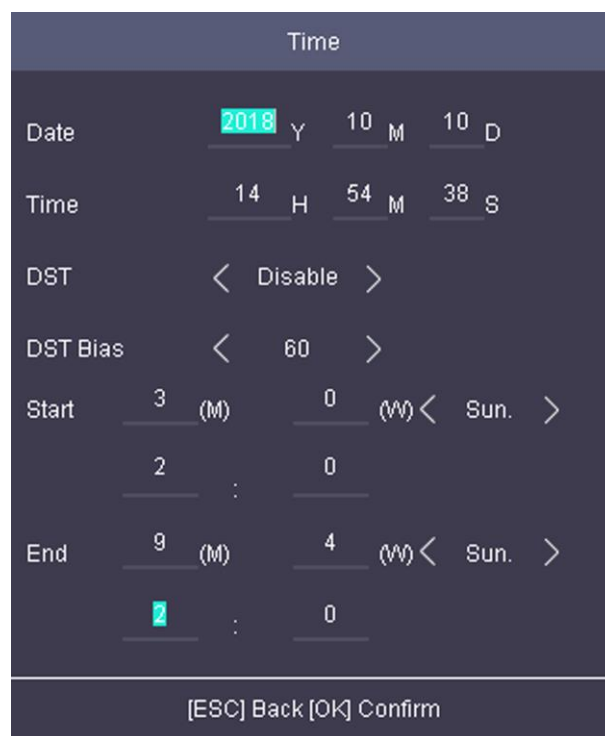 Time
Date 2018 Y 10 M 10 D
Time 14 H 54 M 38 S
DST < Disable >
DST Bias < 60 >
Start 3 (M) 0 (W) < Sun. >
2 : 0
End 9 (M) 4 (W) < Sun. >
2 : 0
[ESC] Back [OK] Confirm